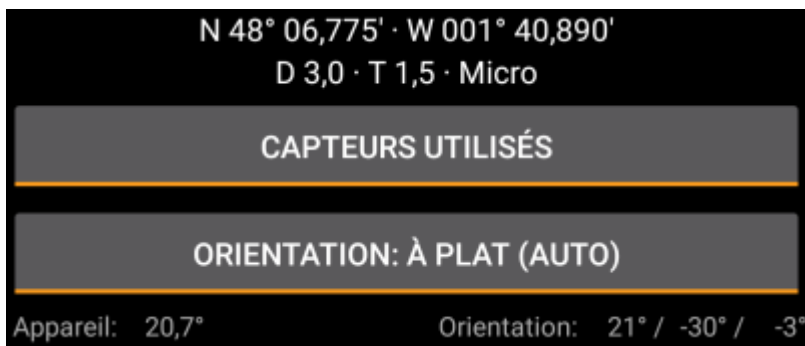 N 48° 06,775' · W 001° 40,890'
D 3,0 · T 1,5 · Micro
CAPTEURS UTILISÉS
ORIENTATION: À PLAT (AUTO)
Appareil: 20,7° Orientation: 21° / -30° / -3°